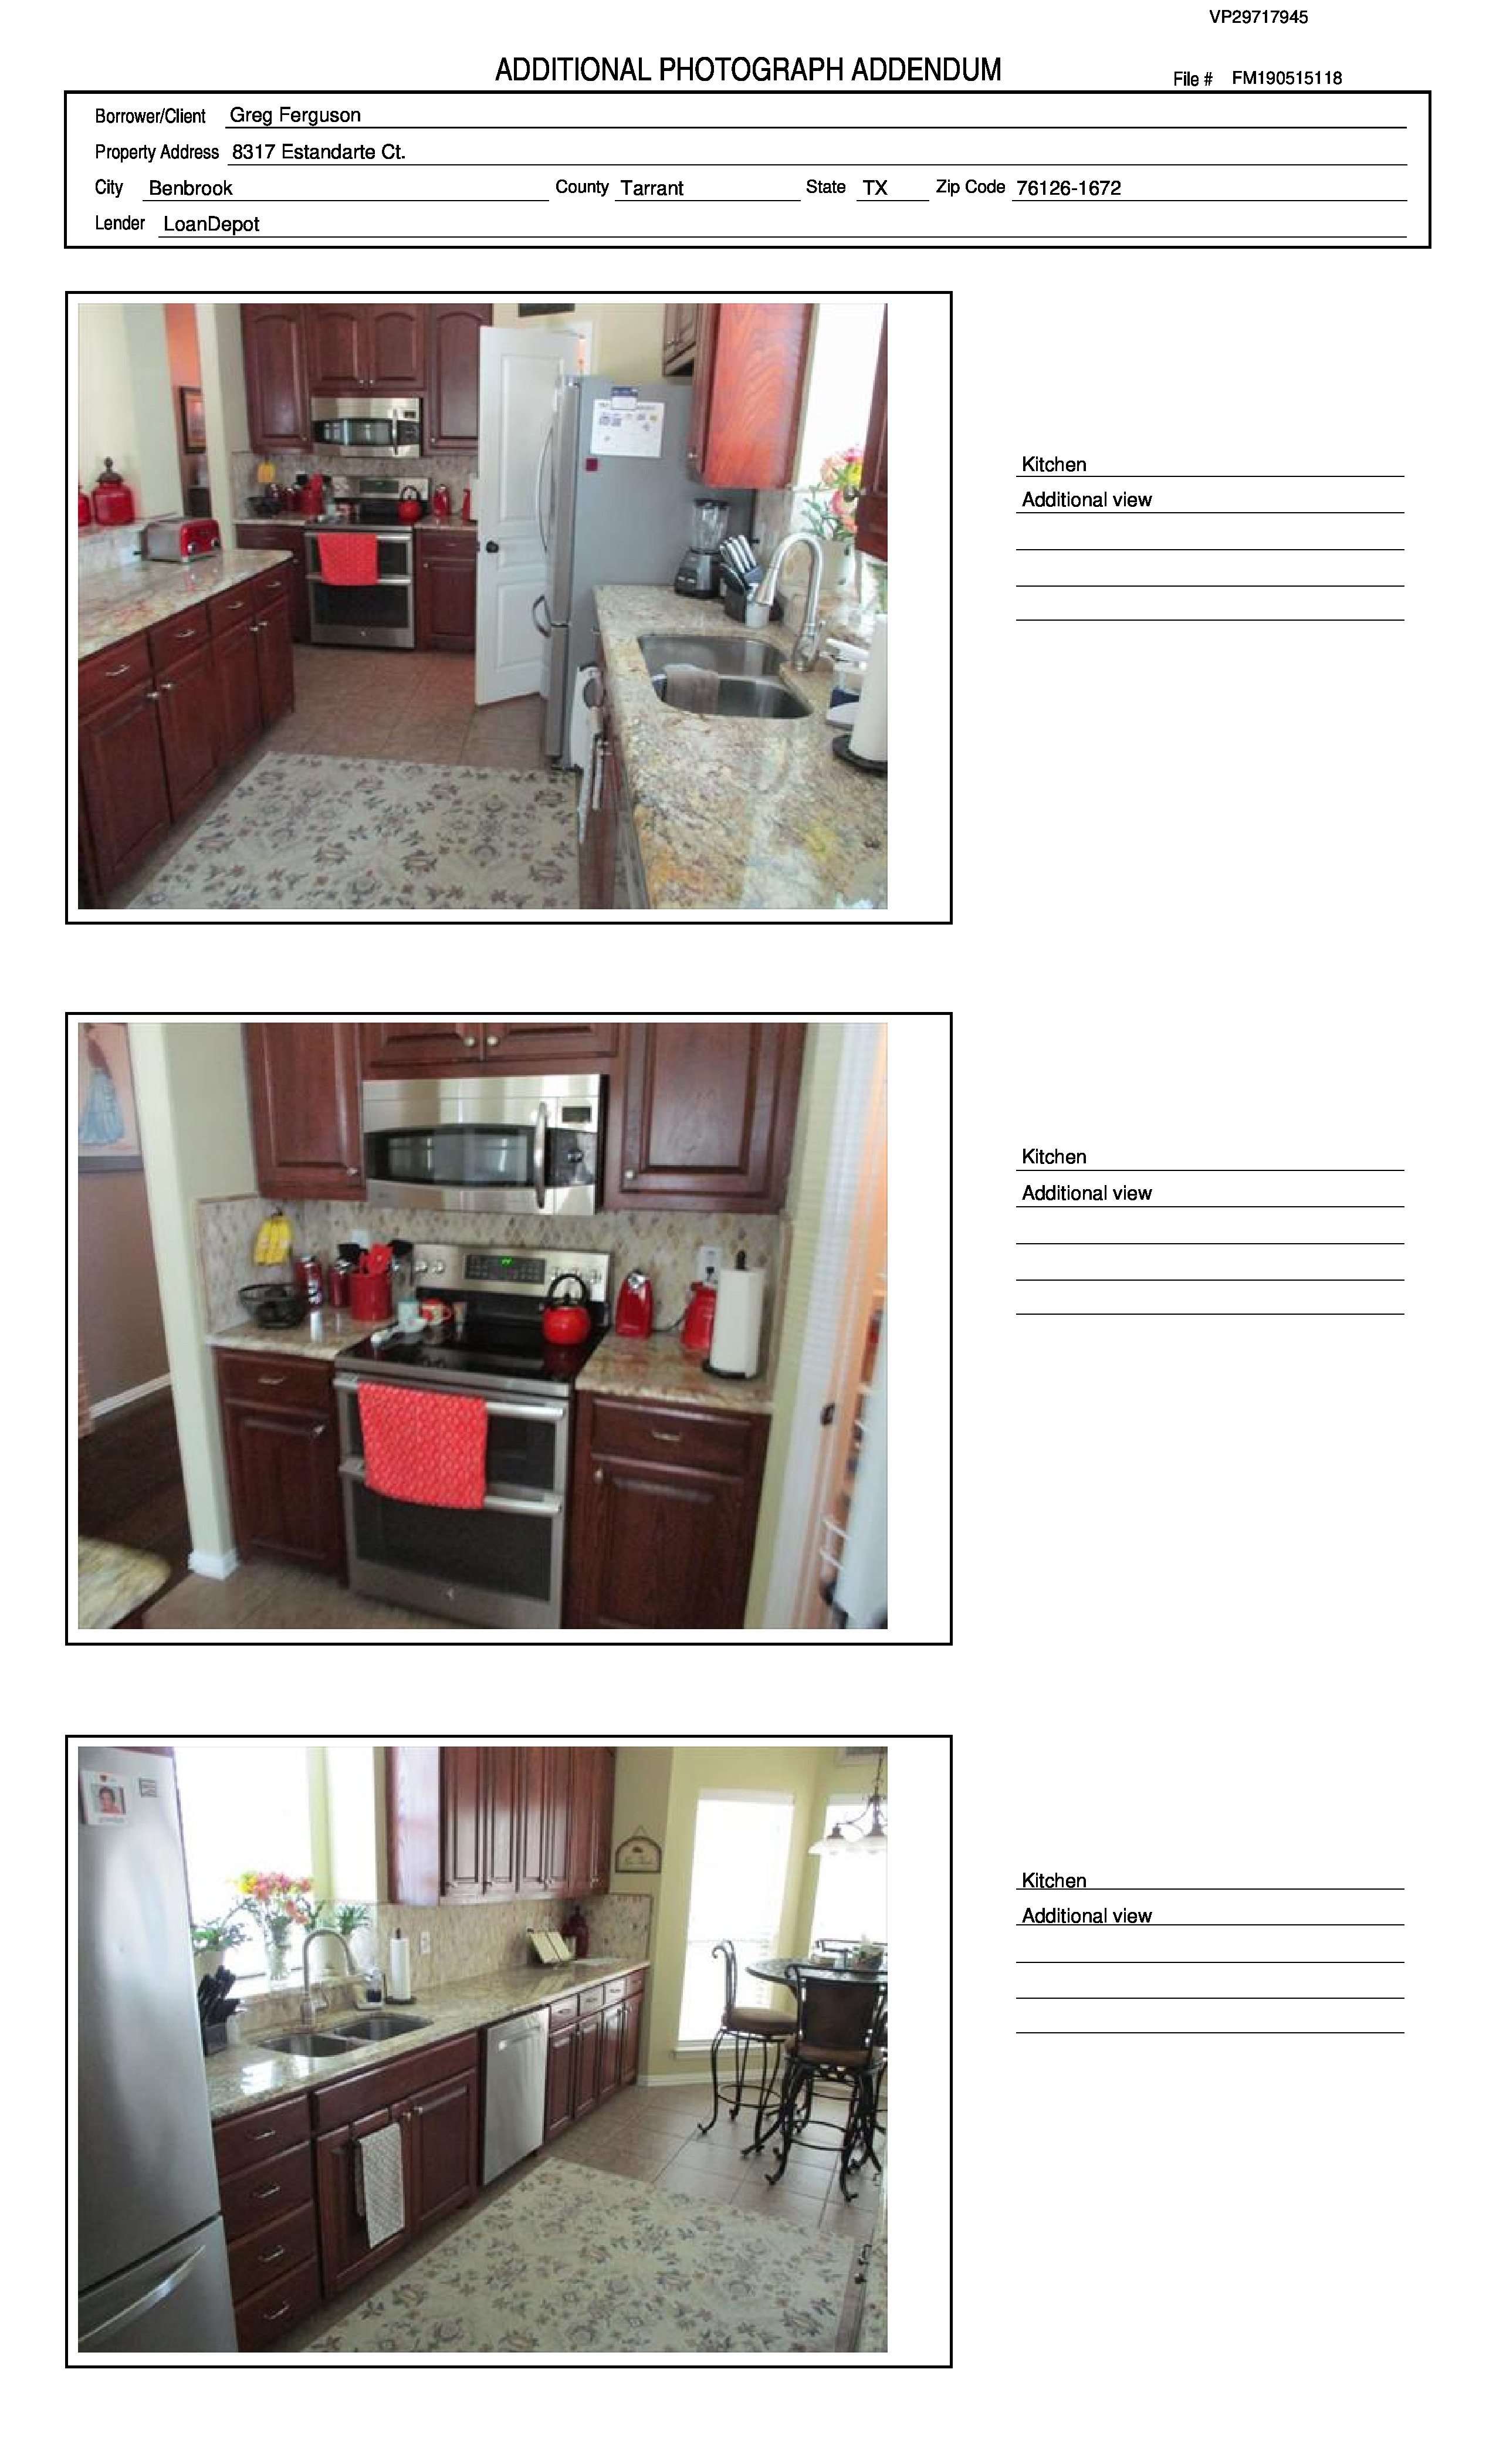 VP29717945
ADDITIONAL PHOTOGRAPH ADDENDUM
File # FM190515118
Borrower/Client Greg Ferguson
Property Address 8317 Estandarte Ct.
City Benbrook County Tarrant State TX Zip Code 76126-1672
Lender LoanDepot
Kitchen
Additional view
Kitchen
Additional view
Kitchen
Additional view